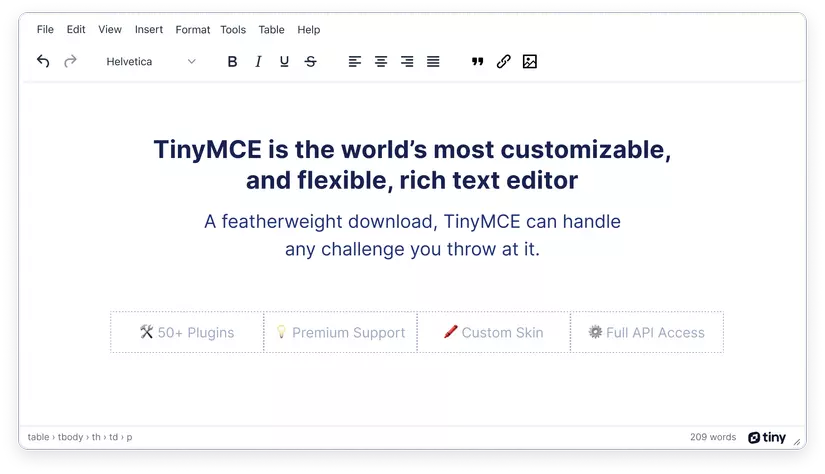 File Edit View Insert Format Tools Table Help
Helvetica B I U S
TinyMCE is the world’s most customizable,
and flexible, rich text editor
A featherweight download, TinyMCE can handle
any challenge you throw at it.
50+ Plugins Premium Support Custom Skin Full API Access
table › tbody › th › td › p 209 words tiny